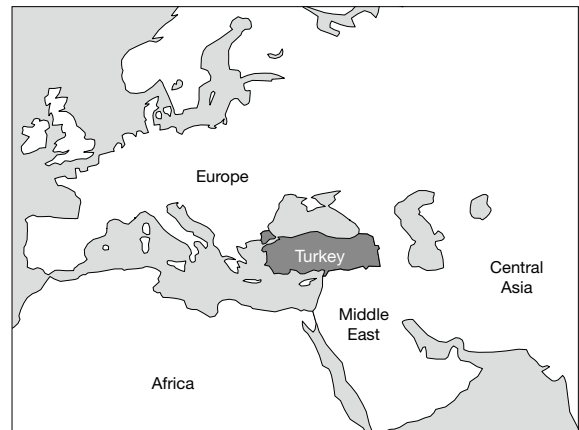 Europe
Turkey
Central
Asia
Middle
East
Africa